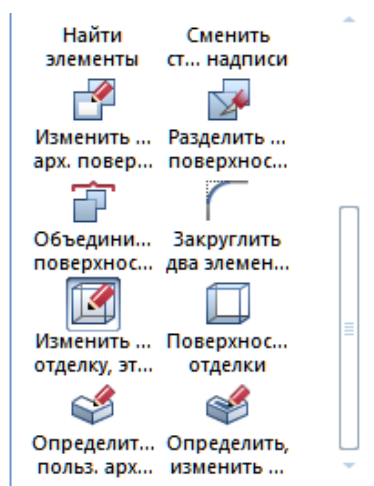 Найти Сменить
элементы ст... надписи
Изменить ... Разделить ...
арх. повер... поверхнос...
Объедини... Закруглить
поверхнос... два элемен...
Изменить ... Поверхнос...
отделку, эт... отделки
Определит... Определить,
польз. арх... изменить ...